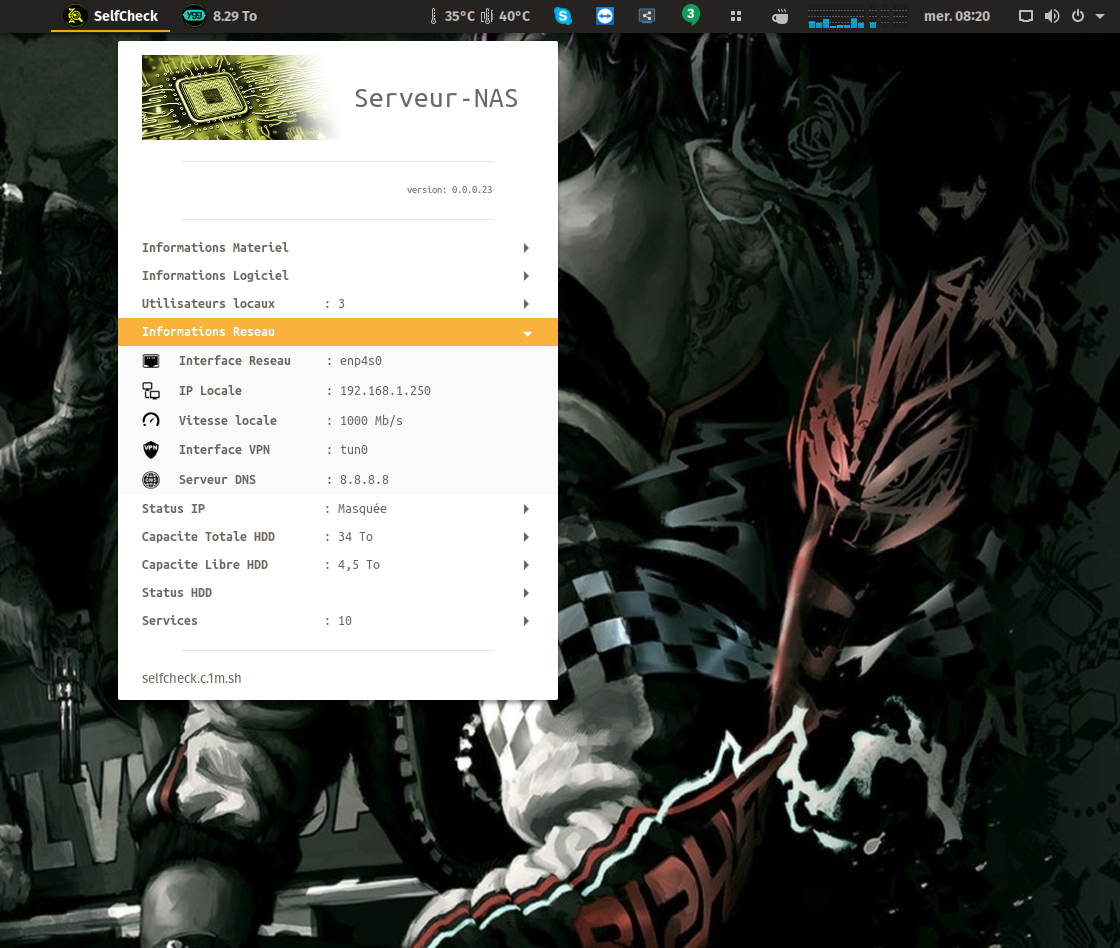 SelfCheck
Y99 8.29 To
35°C 40°C
3
mer. 08:20
Serveur-NAS
version: 0.0.0.23
Informations Materiel
Informations Logiciel
Utilisateurs locaux : 3
Informations Reseau
Interface Reseau : enp4s0
IP Locale : 192.168.1.250
Vitesse locale : 1000 Mb/s
VPN Interface VPN : tun0
Serveur DNS : 8.8.8.8
Status IP : Masquée
Capacite Totale HDD : 34 To
Capacite Libre HDD : 4,5 To
Status HDD
Services : 10
selfcheck.c.1m.sh